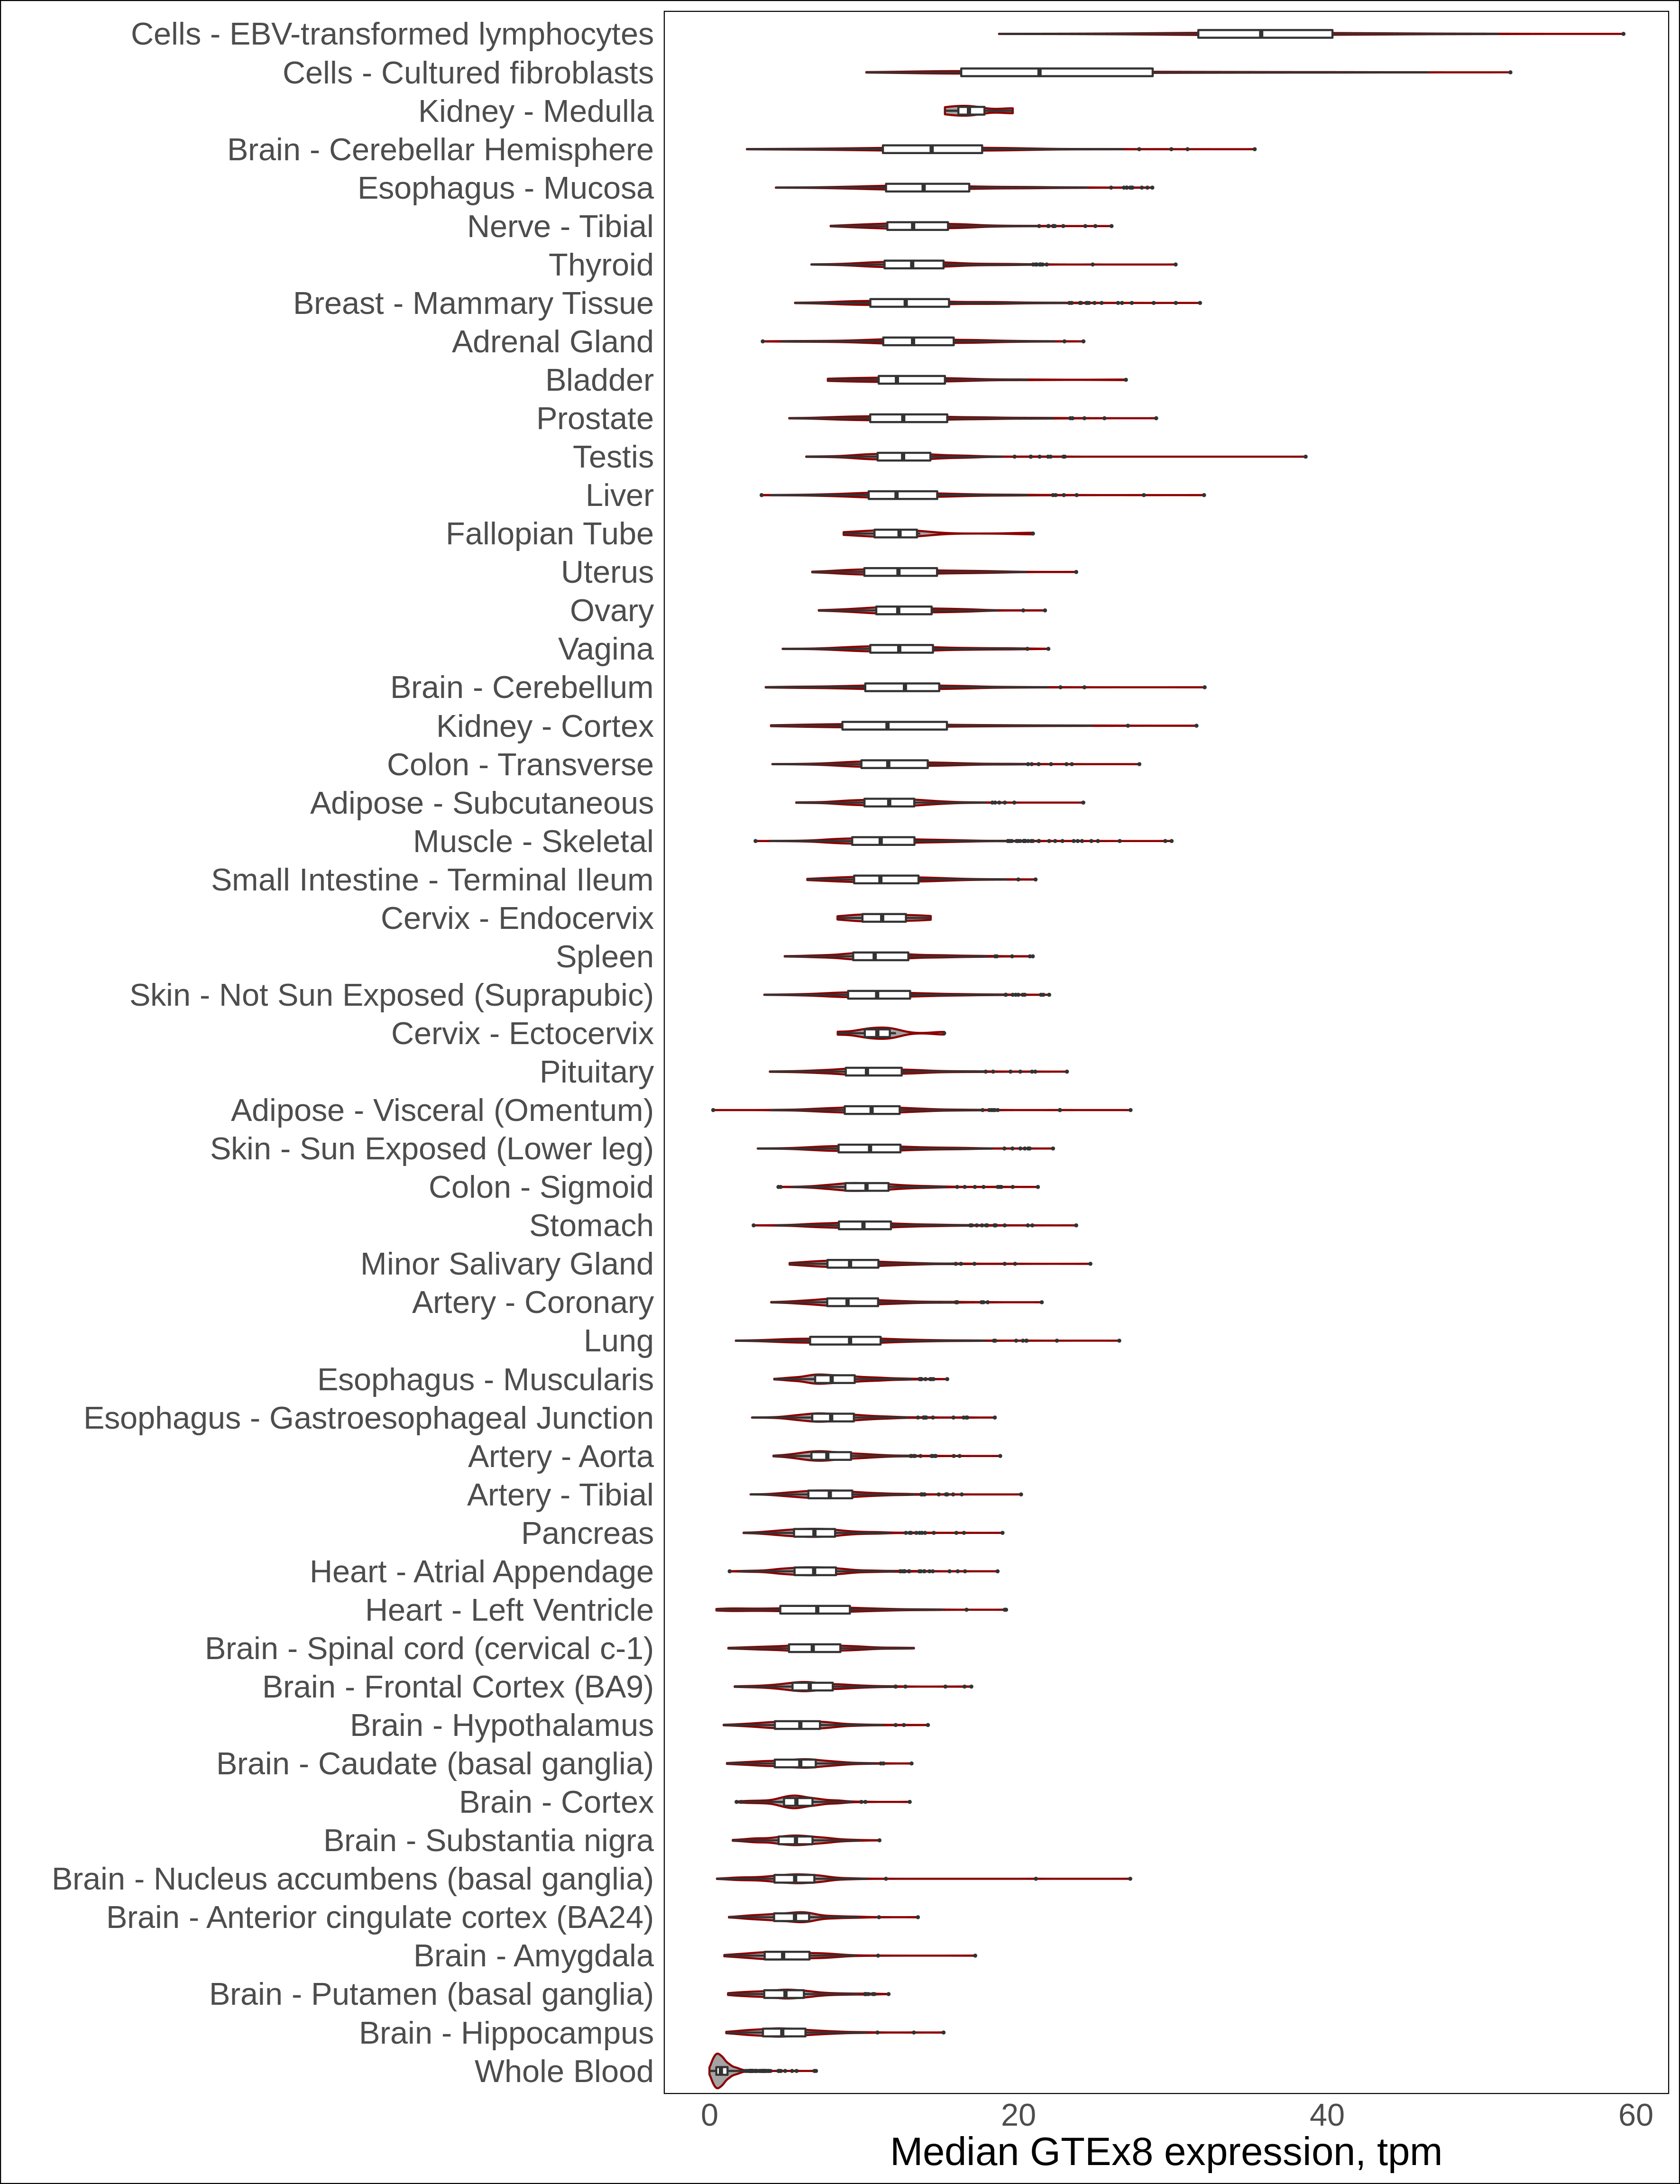 Cells - EBV-transformed lymphocytes
Cells - Cultured fibroblasts
Kidney - Medulla
Brain - Cerebellar Hemisphere
Esophagus - Mucosa
Nerve - Tibial
Thyroid
Breast - Mammary Tissue
Adrenal Gland
Bladder
Prostate
Testis
Liver
Fallopian Tube
Uterus
Ovary
Vagina
Brain - Cerebellum
Kidney - Cortex
Colon - Transverse
Adipose - Subcutaneous
Muscle - Skeletal
Small Intestine - Terminal Ileum
Cervix - Endocervix
Spleen
Skin - Not Sun Exposed (Suprapubic)
Cervix - Ectocervix
Pituitary
Adipose - Visceral (Omentum)
Skin - Sun Exposed (Lower leg)
Colon - Sigmoid
Stomach
Minor Salivary Gland
Artery - Coronary
Lung
Esophagus - Muscularis
Esophagus - Gastroesophageal Junction
Artery - Aorta
Artery - Tibial
Pancreas
Heart - Atrial Appendage
Heart - Left Ventricle
Brain - Spinal cord (cervical c-1)
Brain - Frontal Cortex (BA9)
Brain - Hypothalamus
Brain - Caudate (basal ganglia)
Brain - Cortex
Brain - Substantia nigra
Brain - Nucleus accumbens (basal ganglia)
Brain - Anterior cingulate cortex (BA24)
Brain - Amygdala
Brain - Putamen (basal ganglia)
Brain - Hippocampus
Whole Blood
0 20 40 60
Median GTEx8 expression, tpm